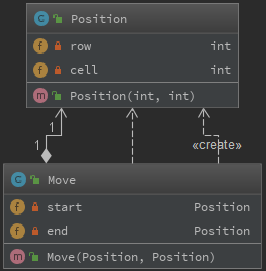 C Position
f row int
f cell int
m Position(int, int)
1
«create»
1
C Move
f start Position
f end Position
m Move(Position, Position)